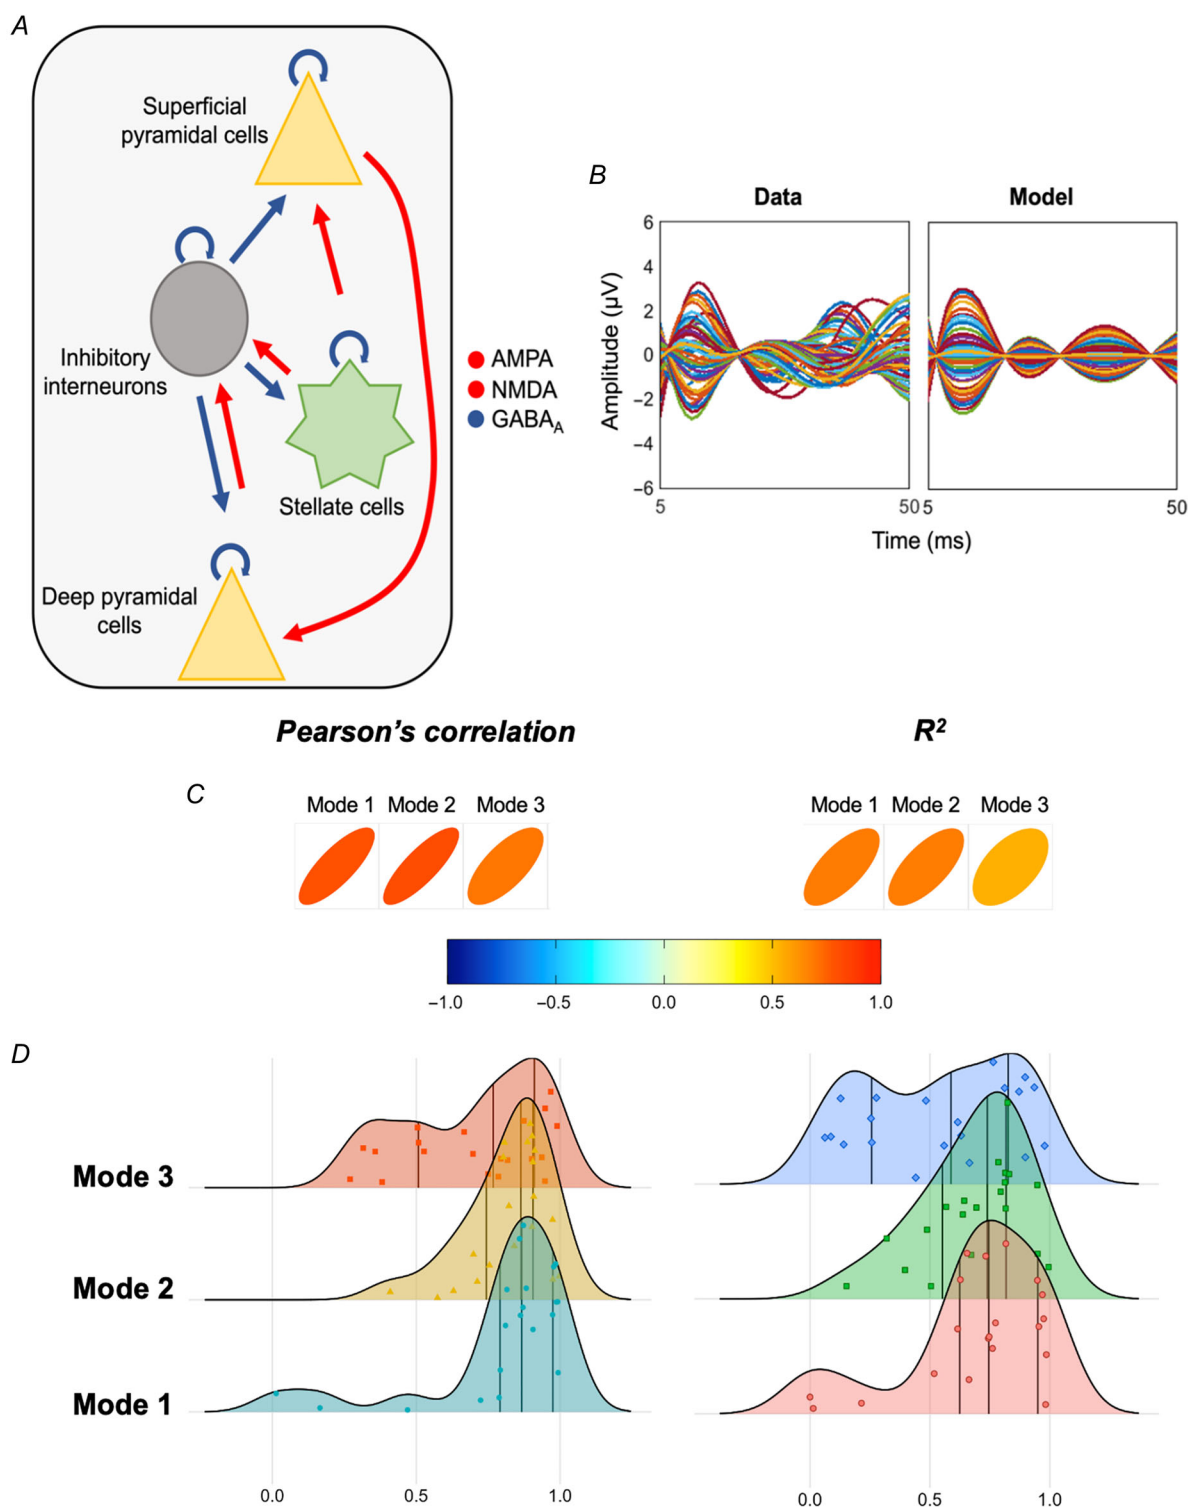 A
Superficial
pyramidal cells
Inhibitory
interneurons
Stellate cells
Deep pyramidal
cells
AMPA
NMDA
GABAA
B
Data
Model
Amplitude (μV)
6
4
2
0
−2
−4
−6
5
50
5
50
Time (ms)
Pearson's correlation
R²
C
Mode 1
Mode 2
Mode 3
Mode 1
Mode 2
Mode 3
−1.0
−0.5
0.0
0.5
1.0
D
Mode 3
Mode 2
Mode 1
0.0
0.5
1.0
0.0
0.5
1.0